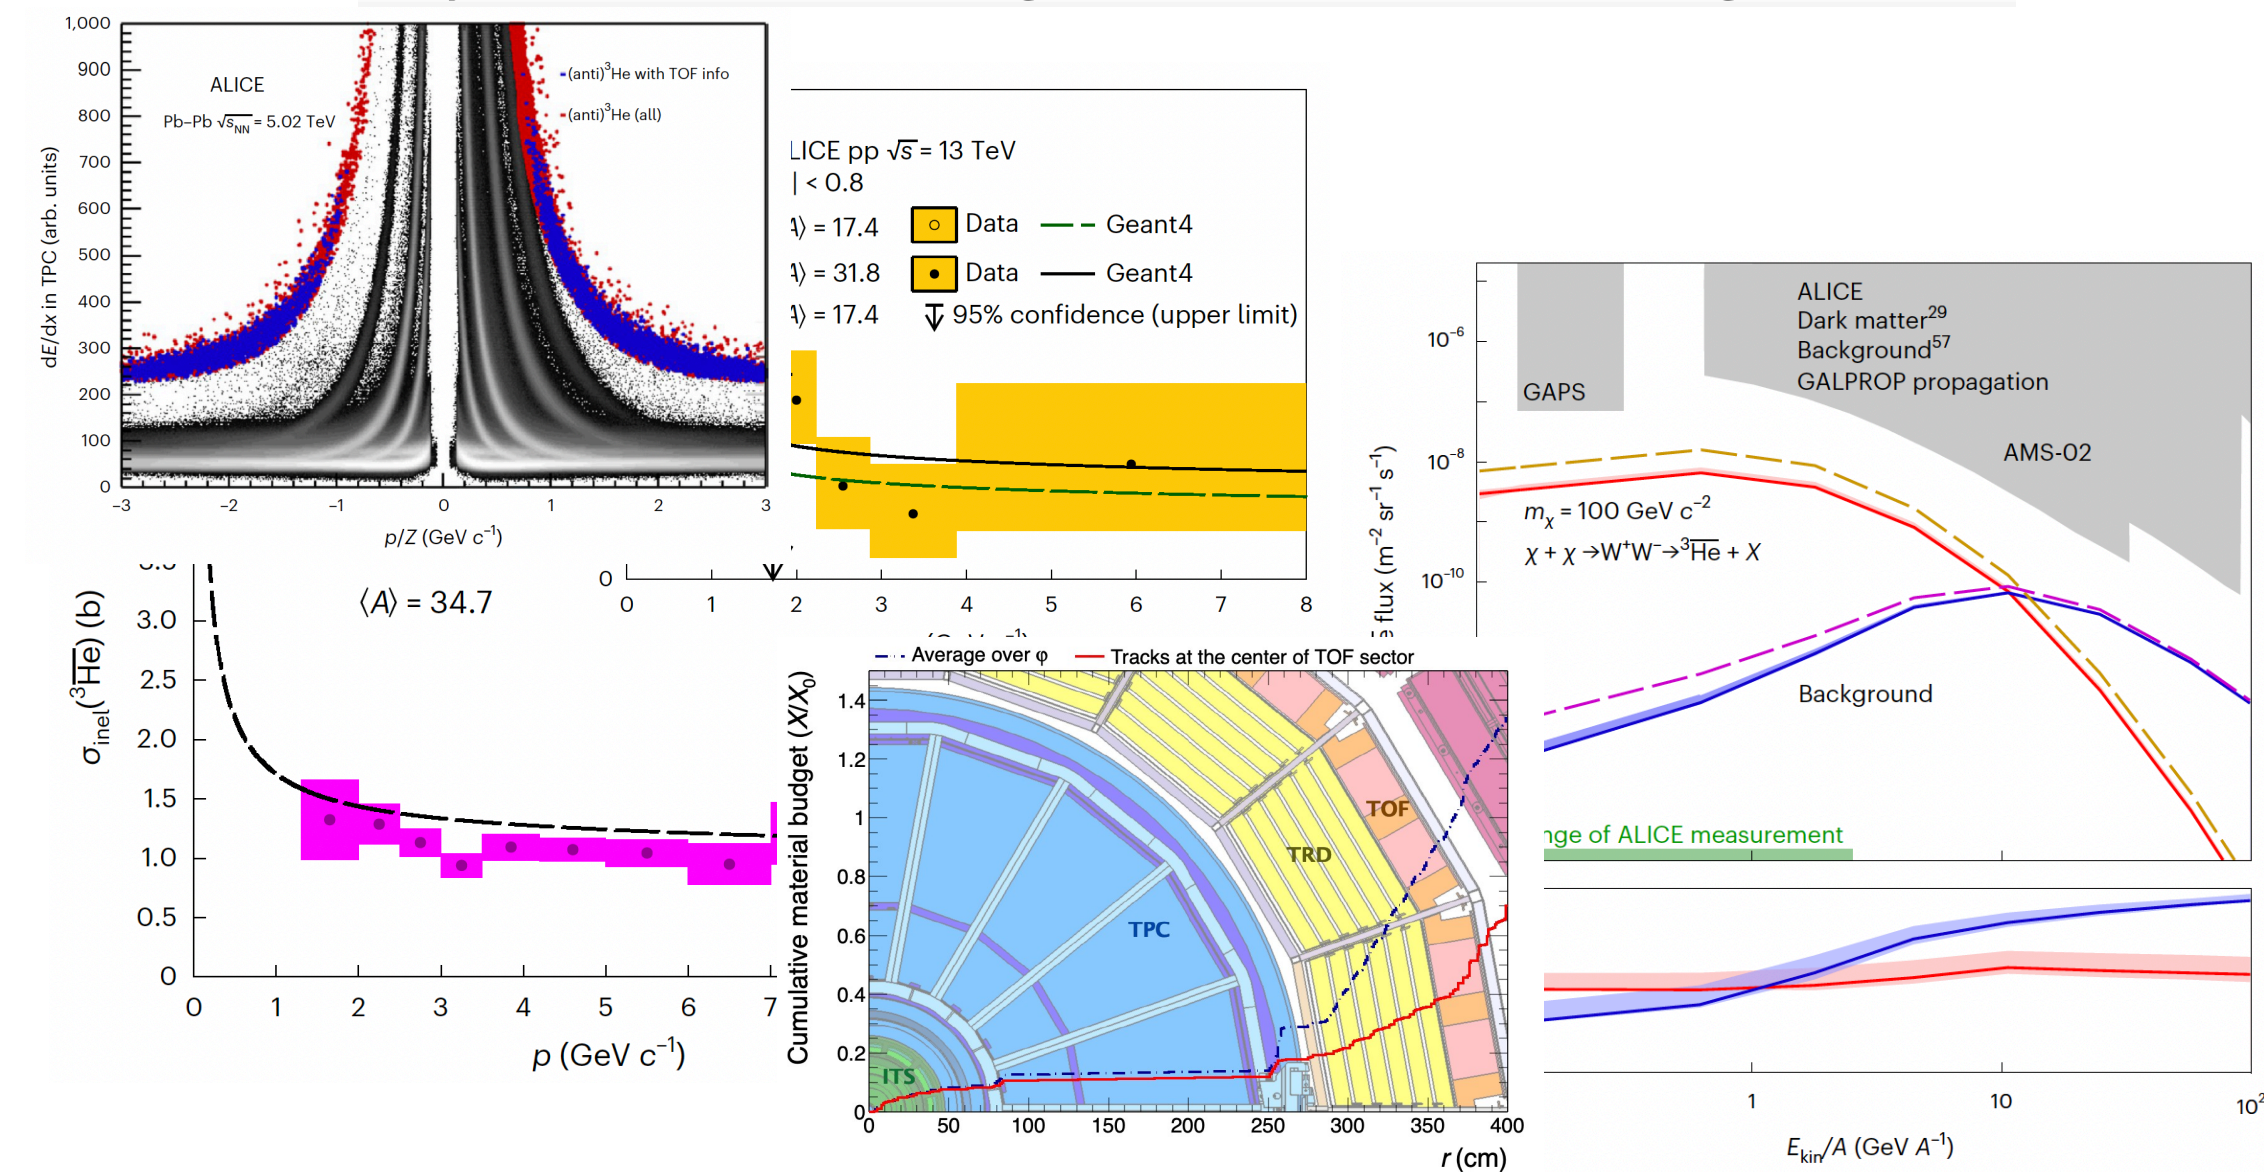 1,000
900
800
700
600
500
400
300
200
100
0
dE/dx in TPC (arb. units)
ALICE
Pb–Pb √sNN = 5.02 TeV
(anti)³He with TOF info
(anti)³He (all)
−3 −2 −1 0 1 2 3
p/Z (GeV c⁻¹)
LICE pp √s = 13 TeV
| < 0.8
A⟩ = 17.4 Data Geant4
A⟩ = 31.8 Data Geant4
A⟩ = 17.4 95% confidence (upper limit)
0
0 1 2 3 4 5 6 7 8
10⁻⁶
10⁻⁸
10⁻¹⁰
flux (m⁻² sr⁻¹ s⁻¹)
GAPS
ALICE
Dark matter²⁹
Background⁵⁷
GALPROP propagation
AMS-02
mχ = 100 GeV c⁻²
χ + χ → W⁺W⁻ → ³H̅e̅ + X
Background
nge of ALICE measurement
1 10 10²
Ekin/A (GeV A⁻¹)
⟨A⟩ = 34.7
3.0
2.5
2.0
1.5
1.0
0.5
0
σinel(³H̅e̅) (b)
0 1 2 3 4 5 6 7
p (GeV c⁻¹)
Average over φ Tracks at the center of TOF sector
1.4
1.2
1
0.8
0.6
0.4
0.2
0
Cumulative material budget (X/X₀)
TOF
TRD
TPC
ITS
0 50 100 150 200 250 300 350 400
r (cm)